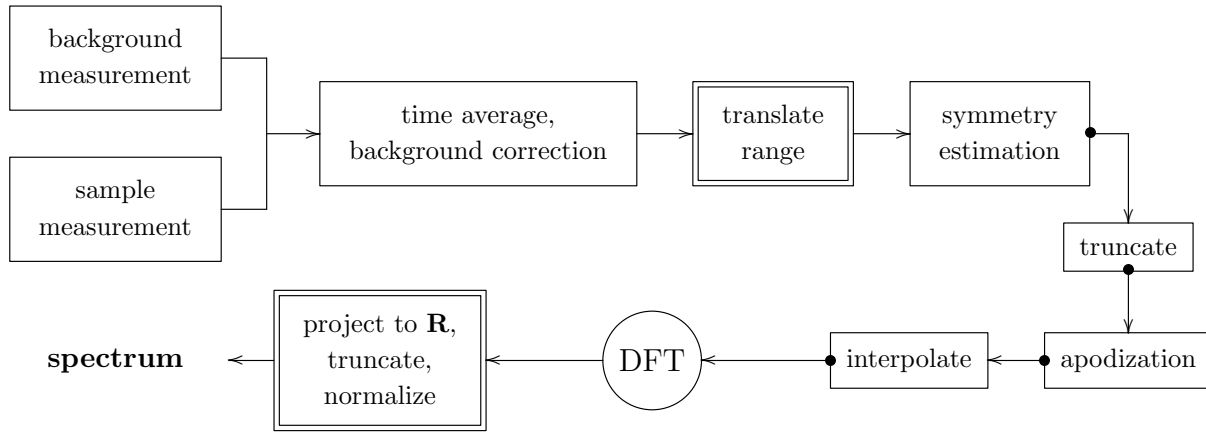 background
measurement
sample
measurement
time average,
background correction
translate
range
symmetry
estimation
truncate
apodization
interpolate
DFT
project to R,
truncate,
normalize
spectrum